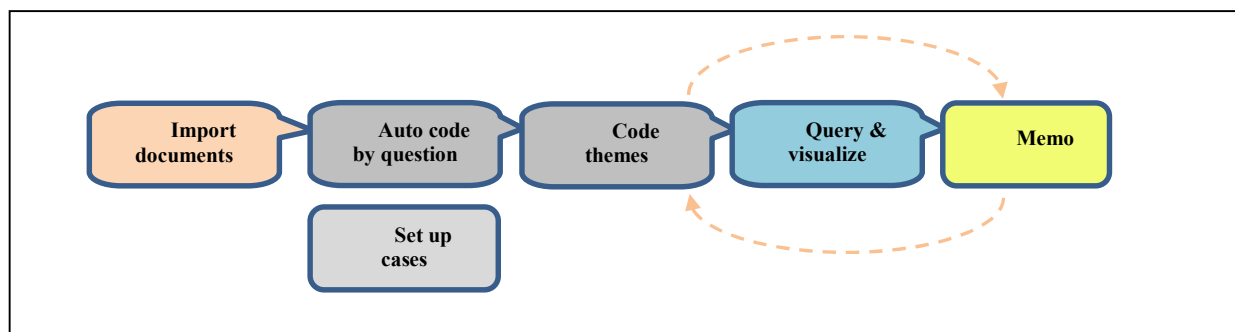 Import
documents
Auto code
by question
Code
themes
Query &
visualize
Memo
Set up
cases